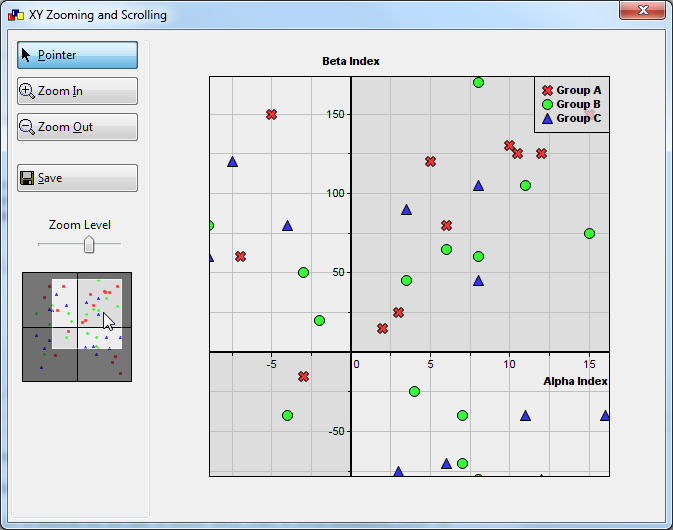 XY Zooming and Scrolling
Pointer
Zoom In
Zoom Out
Save
Zoom Level
Beta Index
Group A
Group B
Group C
150
100
50
-5
0
5
10
15
Alpha Index
-50